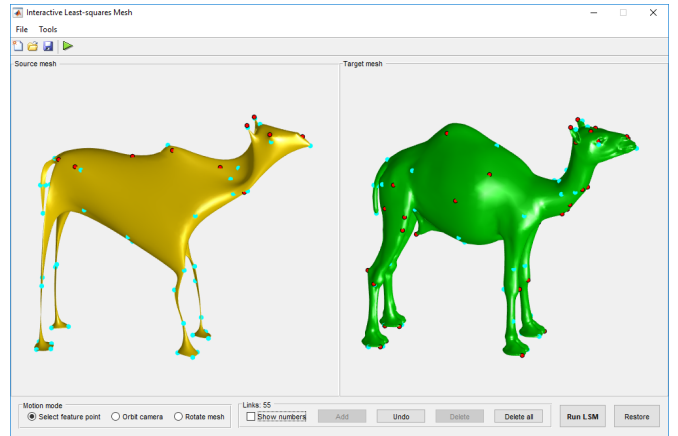 Interactive Least-squares Mesh
File Tools
Source mesh
Target mesh
Motion mode
Select feature point Orbit camera Rotate mesh
Links: 55
Show numbers Add Undo Delete Delete all
Run LSM Restore